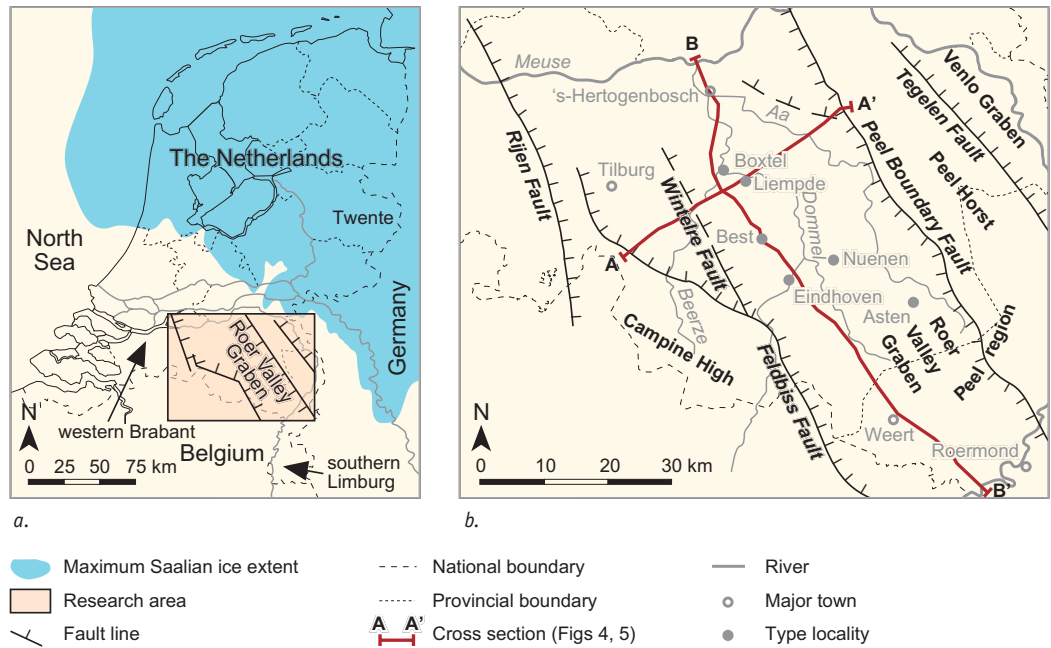 The Netherlands
Twente
North
Sea
Germany
Roer Valley
Graben
western Brabant
N
Belgium
0 25 50 75 km
southern
Limburg
a.
B
Meuse
's-Hertogenbosch
Aa
A'
Venlo Graben
Tegelen Fault
Peel Boundary Fault
Peel Horst
Rijen Fault
Tilburg
Boxtel
Liempde
Wintelre Fault
Dommel
Best
Nuenen
A
Beerze
Eindhoven
Asten
Campine High
Feldbiss Fault
Roer
Valley
Graben
Peel region
N
Weert
Roermond
0 10 20 30 km
B'
b.
Maximum Saalian ice extent
Research area
Fault line
National boundary
Provincial boundary
A A' Cross section (Figs 4, 5)
River
Major town
Type locality